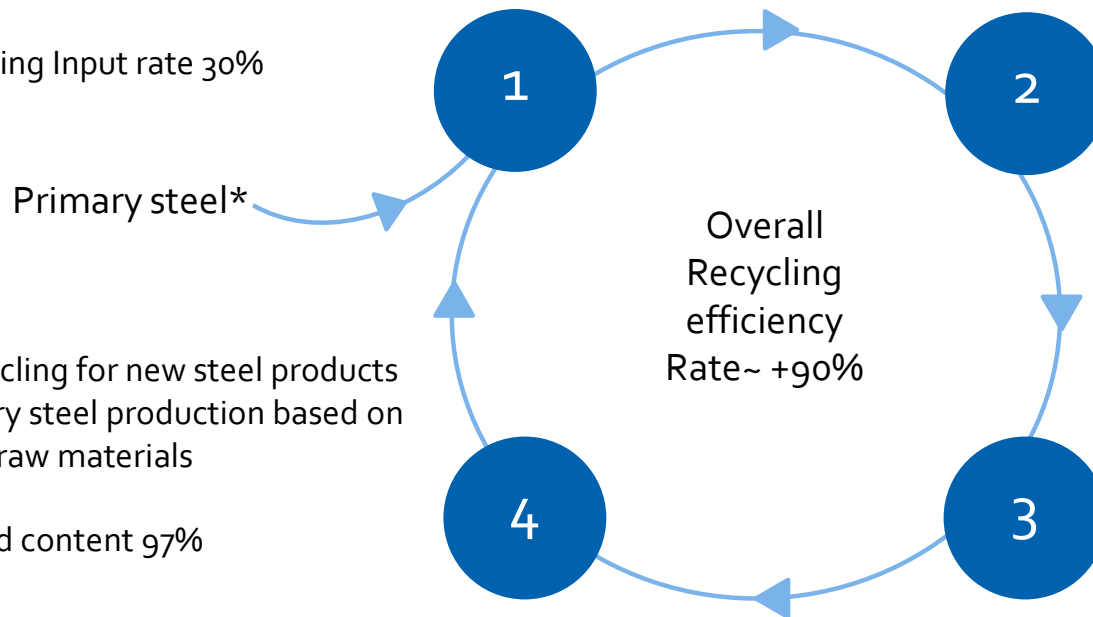 ing Input rate 30%
1
2
Primary steel*
Overall
Recycling
efficiency
Rate~ +90%
cling for new steel products
ry steel production based on
raw materials
d content 97%
4
3